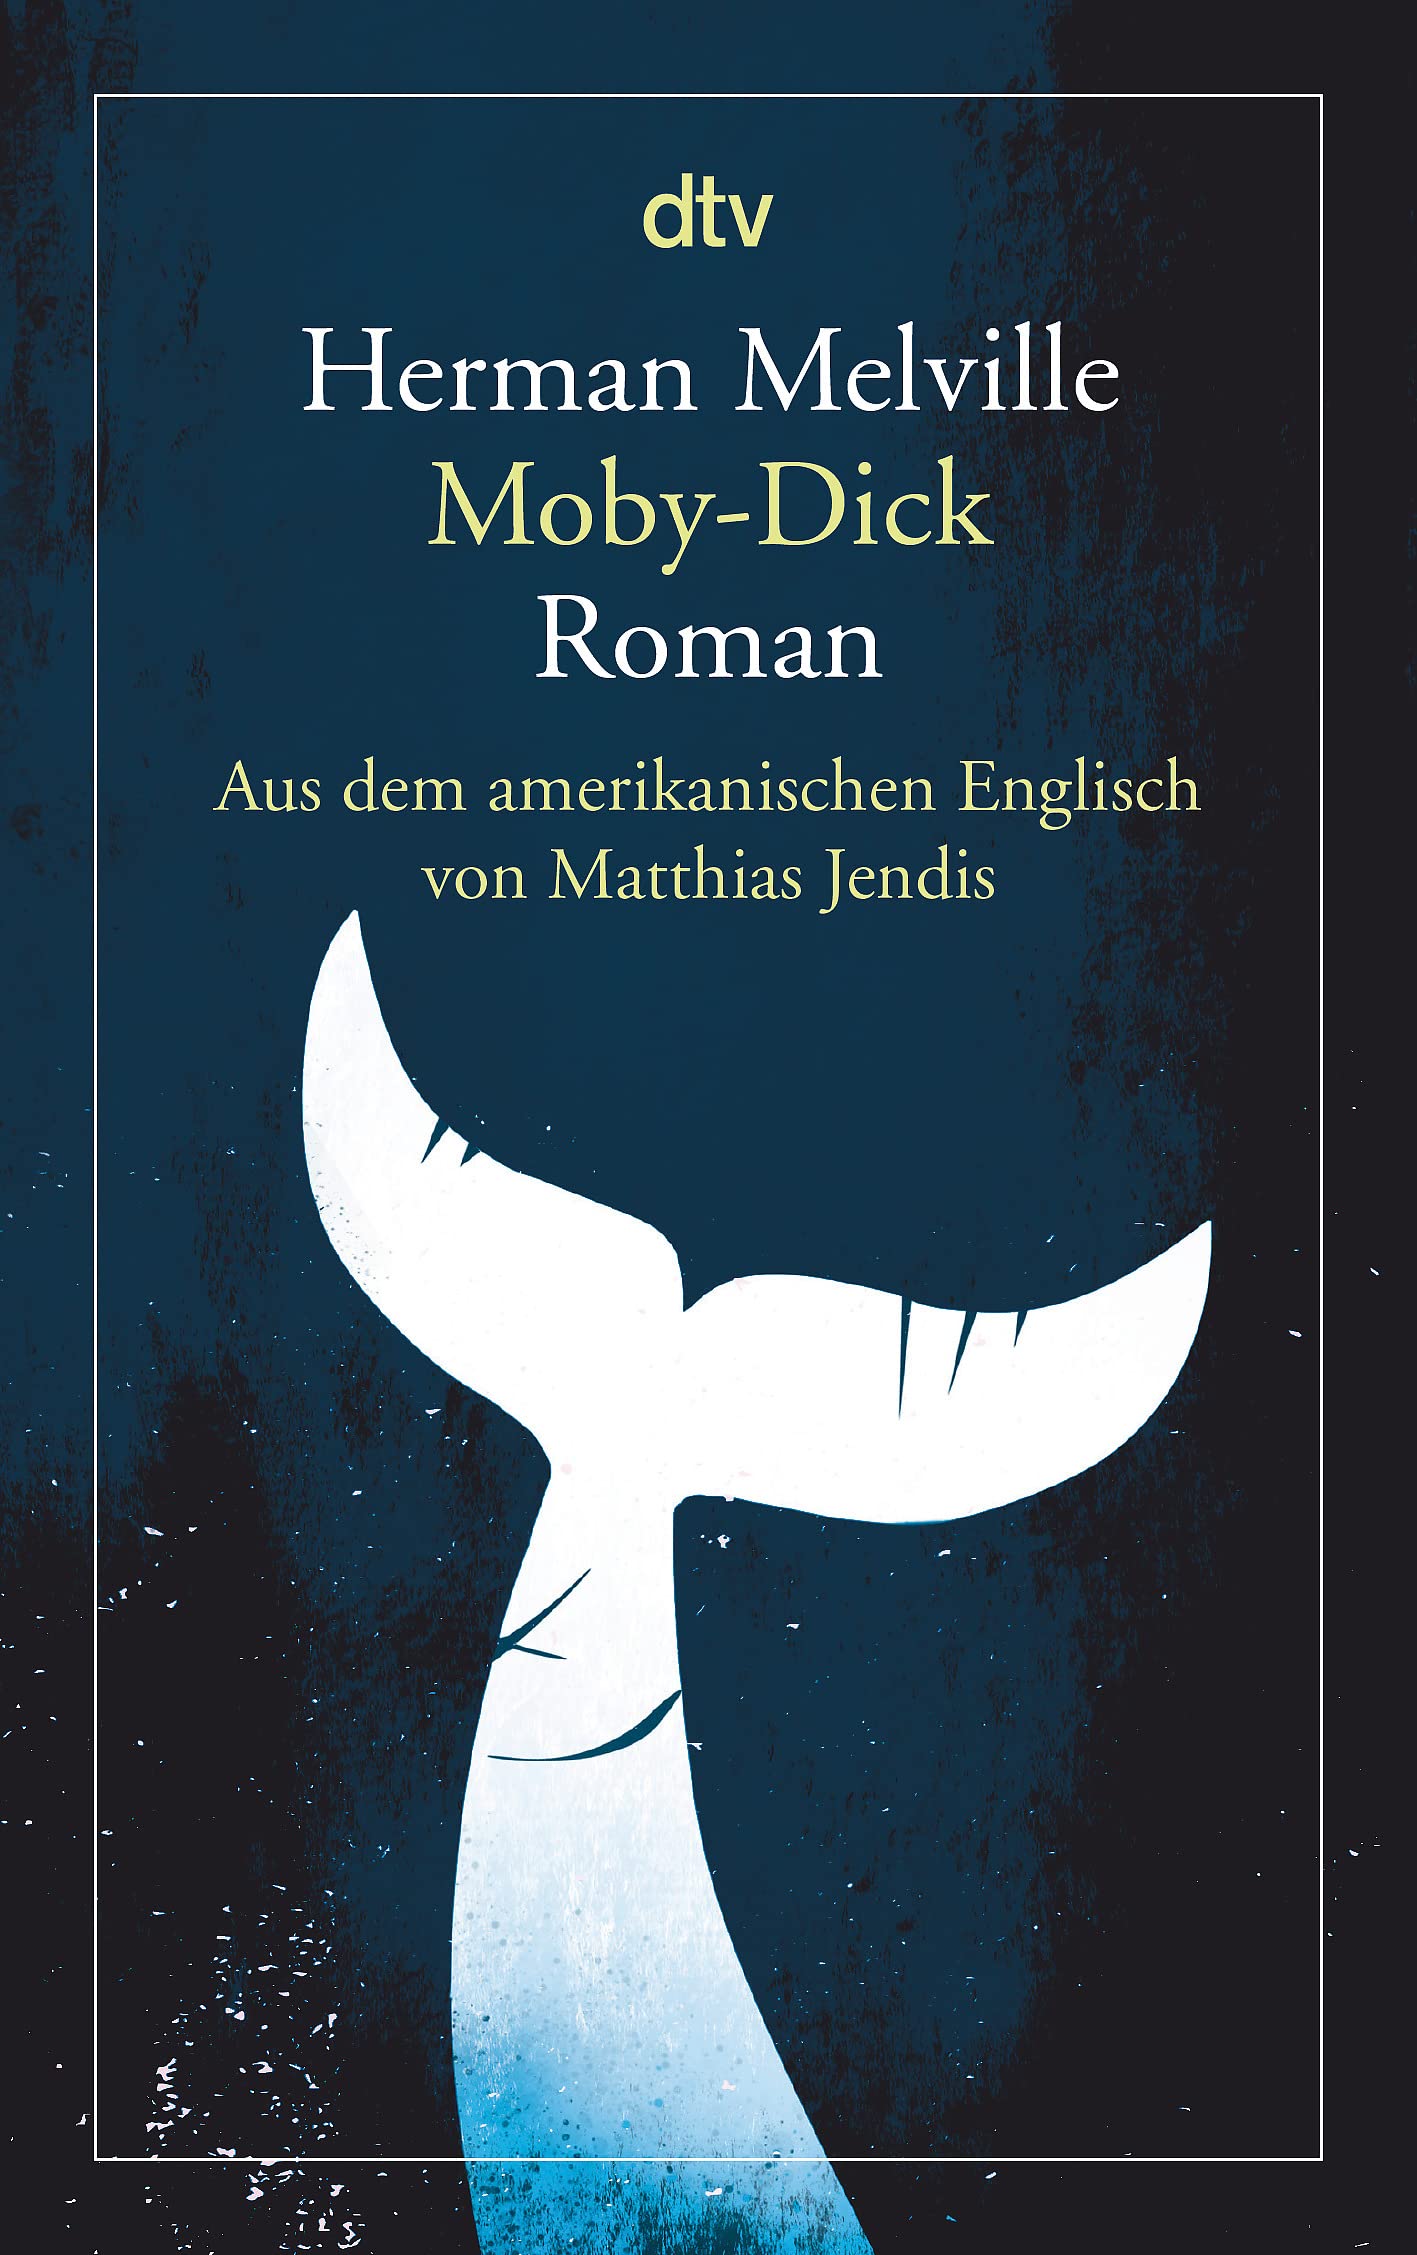 dtv
Herman Melville
Moby-Dick
Roman
Aus dem amerikanischen Englisch
von Matthias Jendis